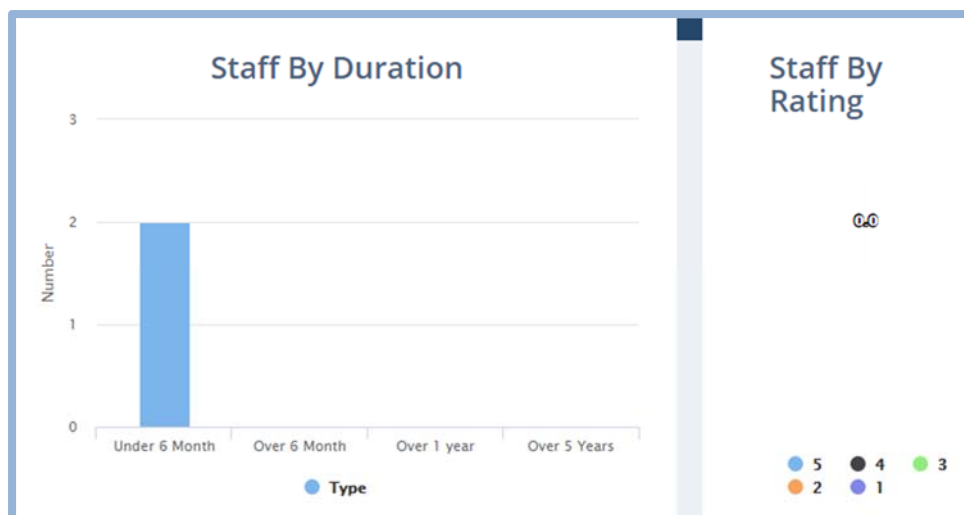 Staff By Duration
3
2
1
0
Number
Under 6 Month
Over 6 Month
Over 1 year
Over 5 Years
Type
Staff By
Rating
5
4
3
2
1